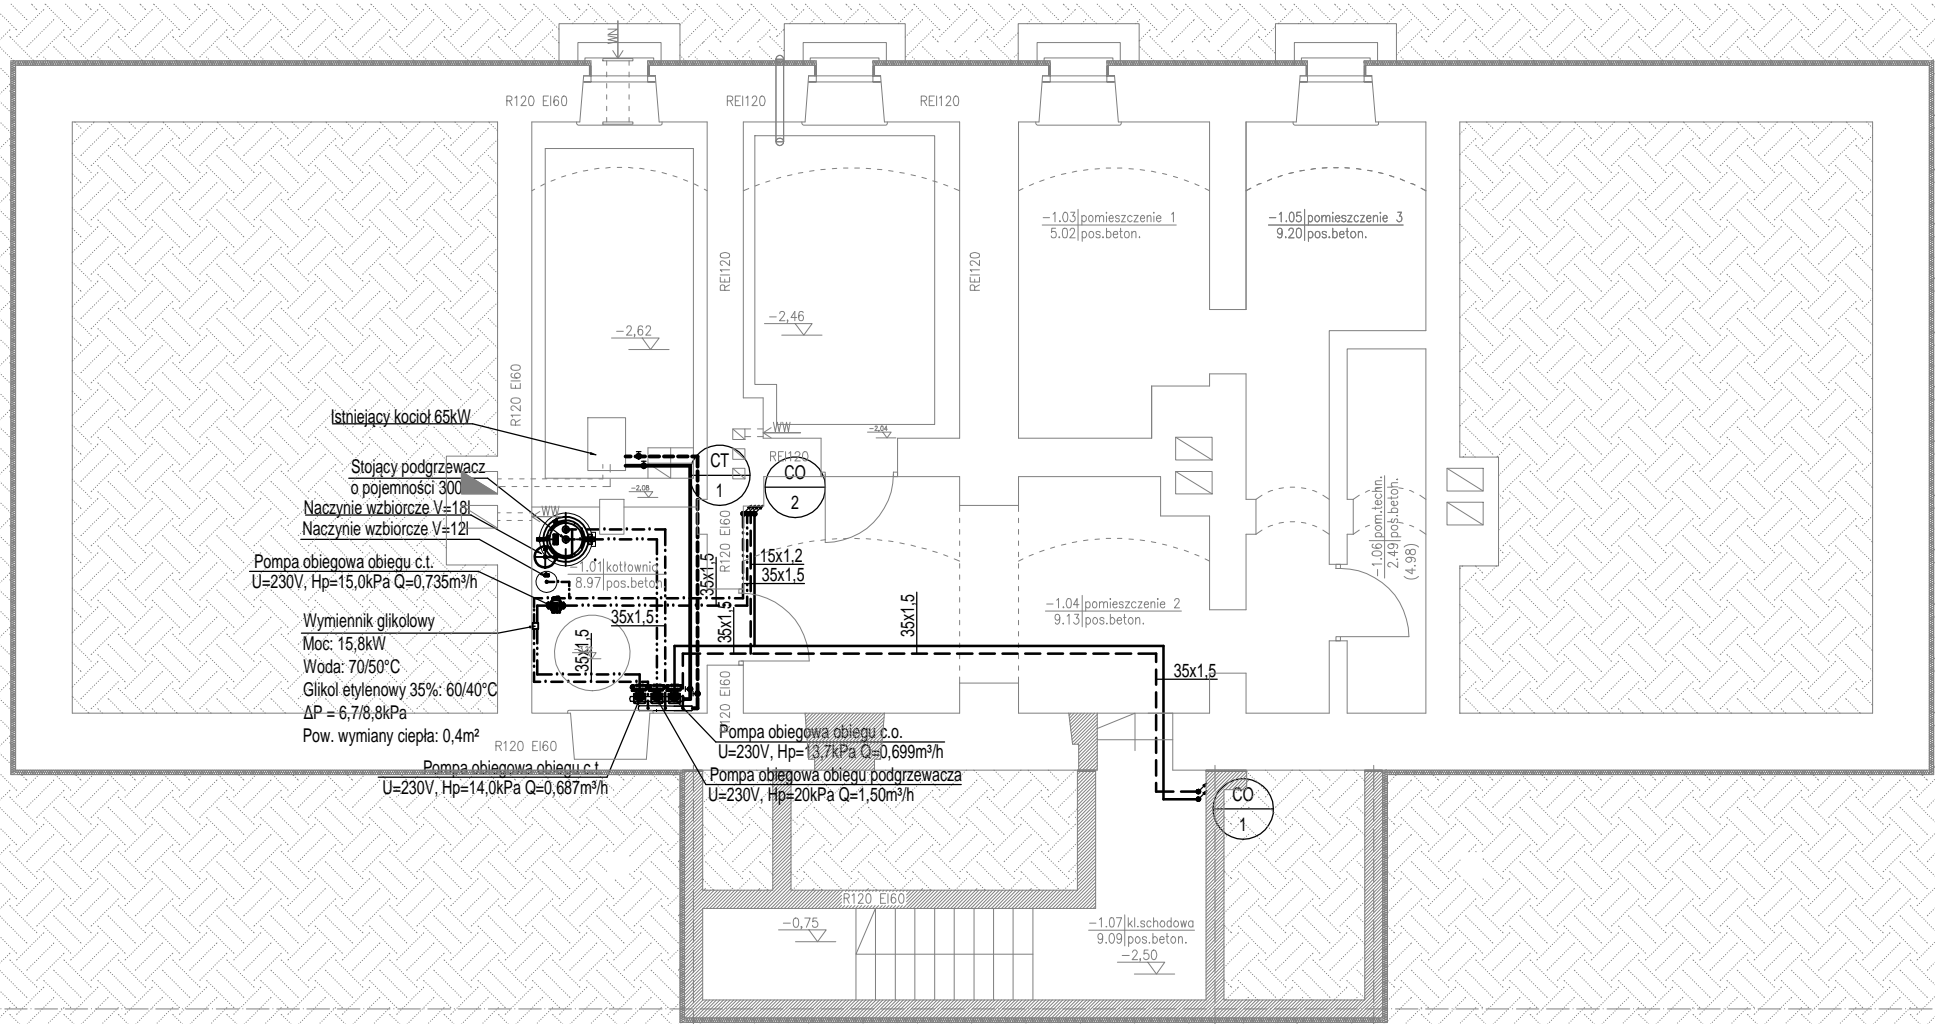 WN
R120 EI60
REI120
REI120
-1.03 pomieszczenie 1
5.02 pos.beton.
-1.05 pomieszczenie 3
9.20 pos.beton.
REI120
REI120
-2,62
-2,46
R120 EI60
Istniejący kocioł 65kW
WW
-2,04
REI120
CT
1
CO
2
Stojący podgrzewacz
o pojemności 300
-2,08
Naczynie wzbiorcze V=18l
WW
Naczynie wzbiorcze V=12l
R120 EI60
-1.06 pom.techn.
2.49 pos.beton.
(4.98)
Pompa obiegowa obiegu c.t.
U=230V, Hp=15,0kPa Q=0,735m³/h
-1.01 kotłownia
8.97 pos.beton
35x1,5
15x1,2
35x1,5
35x1,5
35x1,5
35x1,5
35x1,5
-1.04 pomieszczenie 2
9.13 pos.beton.
Wymiennik glikolowy
Moc: 15,8kW
Woda: 70/50°C
Glikol etylenowy 35%: 60/40°C
ΔP = 6,7/8,8kPa
Pow. wymiany ciepła: 0,4m²
35x1,5
R120 EI60
R120 EI60
Pompa obiegowa obiegu c.o.
U=230V, Hp=13,7kPa Q=0,699m³/h
Pompa obiegowa obiegu c.t.
U=230V, Hp=14,0kPa Q=0,687m³/h
Pompa obiegowa obiegu podgrzewacza
U=230V, Hp=20kPa Q=1,50m³/h
CO
1
R120 EI60
-0,75
-1.07 kl.schodowa
9.09 pos.beton.
-2,50